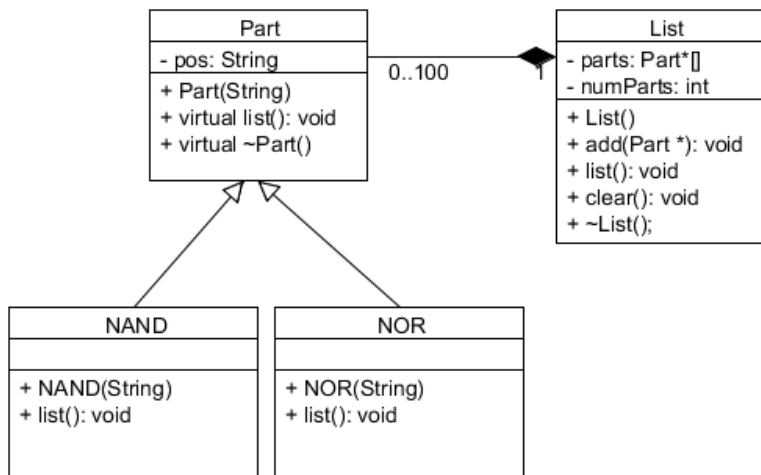 Part
- pos: String
+ Part(String)
+ virtual list(): void
+ virtual ~Part()
0..100
1
List
- parts: Part*[]
- numParts: int
+ List()
+ add(Part *): void
+ list(): void
+ clear(): void
+ ~List();
NAND
+ NAND(String)
+ list(): void
NOR
+ NOR(String)
+ list(): void